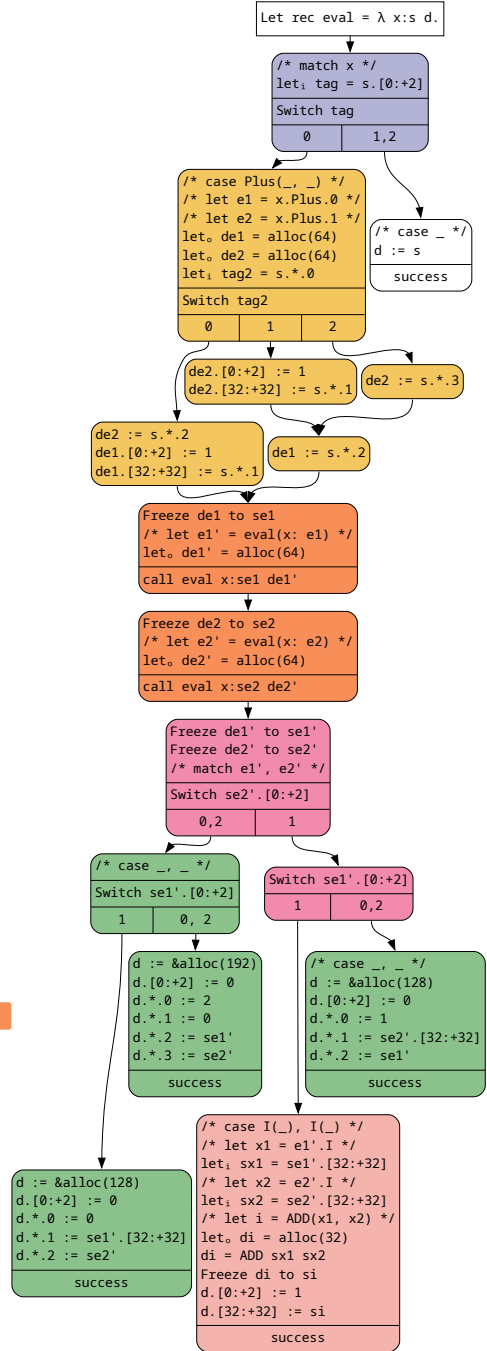 Let rec eval = λ x:s d.
/* match x */
letᵢ tag = s.[0:+2]
Switch tag
0
1,2
/* case Plus(_, _) */
/* let e1 = x.Plus.0 */
/* let e2 = x.Plus.1 */
letₒ de1 = alloc(64)
letₒ de2 = alloc(64)
letᵢ tag2 = s.*.0
Switch tag2
0
1
2
/* case _ */
d := s
success
de2.[0:+2] := 1
de2.[32:+32] := s.*.1
de2 := s.*.3
de2 := s.*.2
de1.[0:+2] := 1
de1.[32:+32] := s.*.1
de1 := s.*.2
Freeze de1 to se1
/* let e1' = eval(x: e1) */
letₒ de1' = alloc(64)
call eval x:se1 de1'
Freeze de2 to se2
/* let e2' = eval(x: e2) */
letₒ de2' = alloc(64)
call eval x:se2 de2'
Freeze de1' to se1'
Freeze de2' to se2'
/* match e1', e2' */
Switch se2'.[0:+2]
0,2
1
/* case _, _ */
Switch se1'.[0:+2]
1
0, 2
Switch se1'.[0:+2]
1
0,2
d := &alloc(192)
d.[0:+2] := 0
d.*.0 := 2
d.*.1 := 0
d.*.2 := se1'
d.*.3 := se2'
success
/* case _, _ */
d := &alloc(128)
d.[0:+2] := 0
d.*.0 := 1
d.*.1 := se2'.[32:+32]
d.*.2 := se1'
success
d := &alloc(128)
d.[0:+2] := 0
d.*.0 := 0
d.*.1 := se1'.[32:+32]
d.*.2 := se2'
success
/* case I(_), I(_) */
/* let x1 = e1'.I */
letᵢ sx1 = se1'.[32:+32]
/* let x2 = e2'.I */
letᵢ sx2 = se2'.[32:+32]
/* let i = ADD(x1, x2) */
letₒ di = alloc(32)
di = ADD sx1 sx2
Freeze di to si
d.[0:+2] := 1
d.[32:+32] := si
success